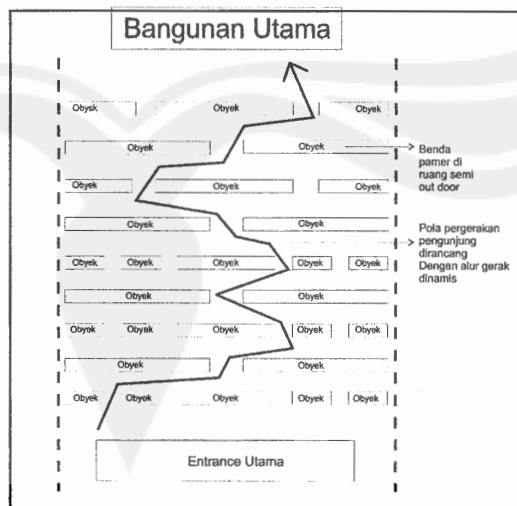 Bangunan Utama
Obyek Obyek Obyek
Obyek Obyek
Benda
pamer di
ruang semi
out door
Obyek Obyek Obyek
Obyek Obyek
Pola pergerakan
pengunjung
dirancang
Dengan alur gerak
dinamis
Obyek Obyek Obyek Obyek Obyek
Obyek Obyek
Obyek Obyek Obyek Obyek Obyek
Obyek Obyek
Obyek Obyek Obyek Obyek Obyek
Entrance Utama